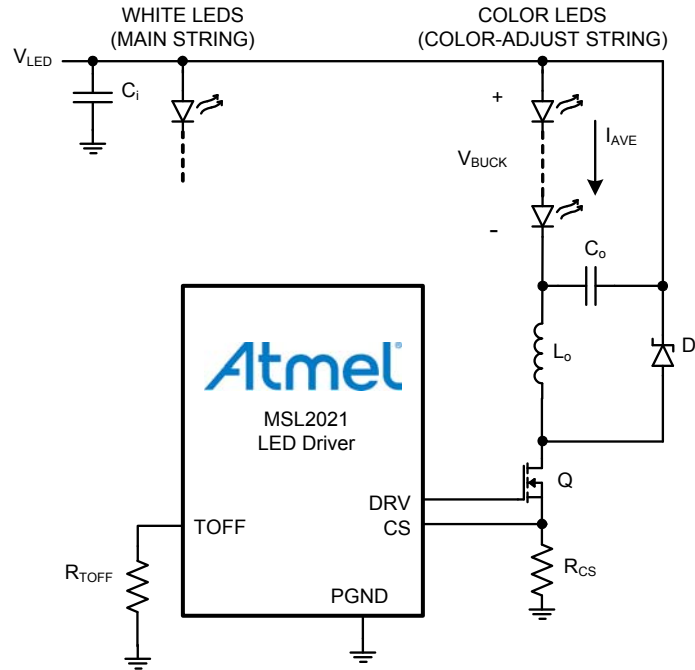 WHITE LEDS
(MAIN STRING)
COLOR LEDS
(COLOR-ADJUST STRING)
VLED
Ci
+
IAVE
VBUCK
-
Co
Lo
D
Atmel
MSL2021
LED Driver
Q
DRV
TOFF
CS
RTOFF
RCS
PGND